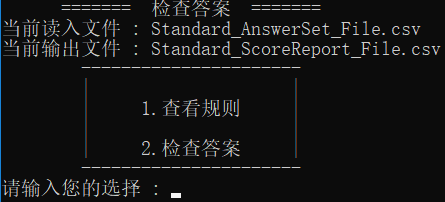 ======= 检查答案 =======
当前读入文件 : Standard_AnswerSet_File.csv
当前输出文件 : Standard_ScoreReport_File.csv
----------------------
1.查看规则
2.检查答案
----------------------
请输入您的选择 : _